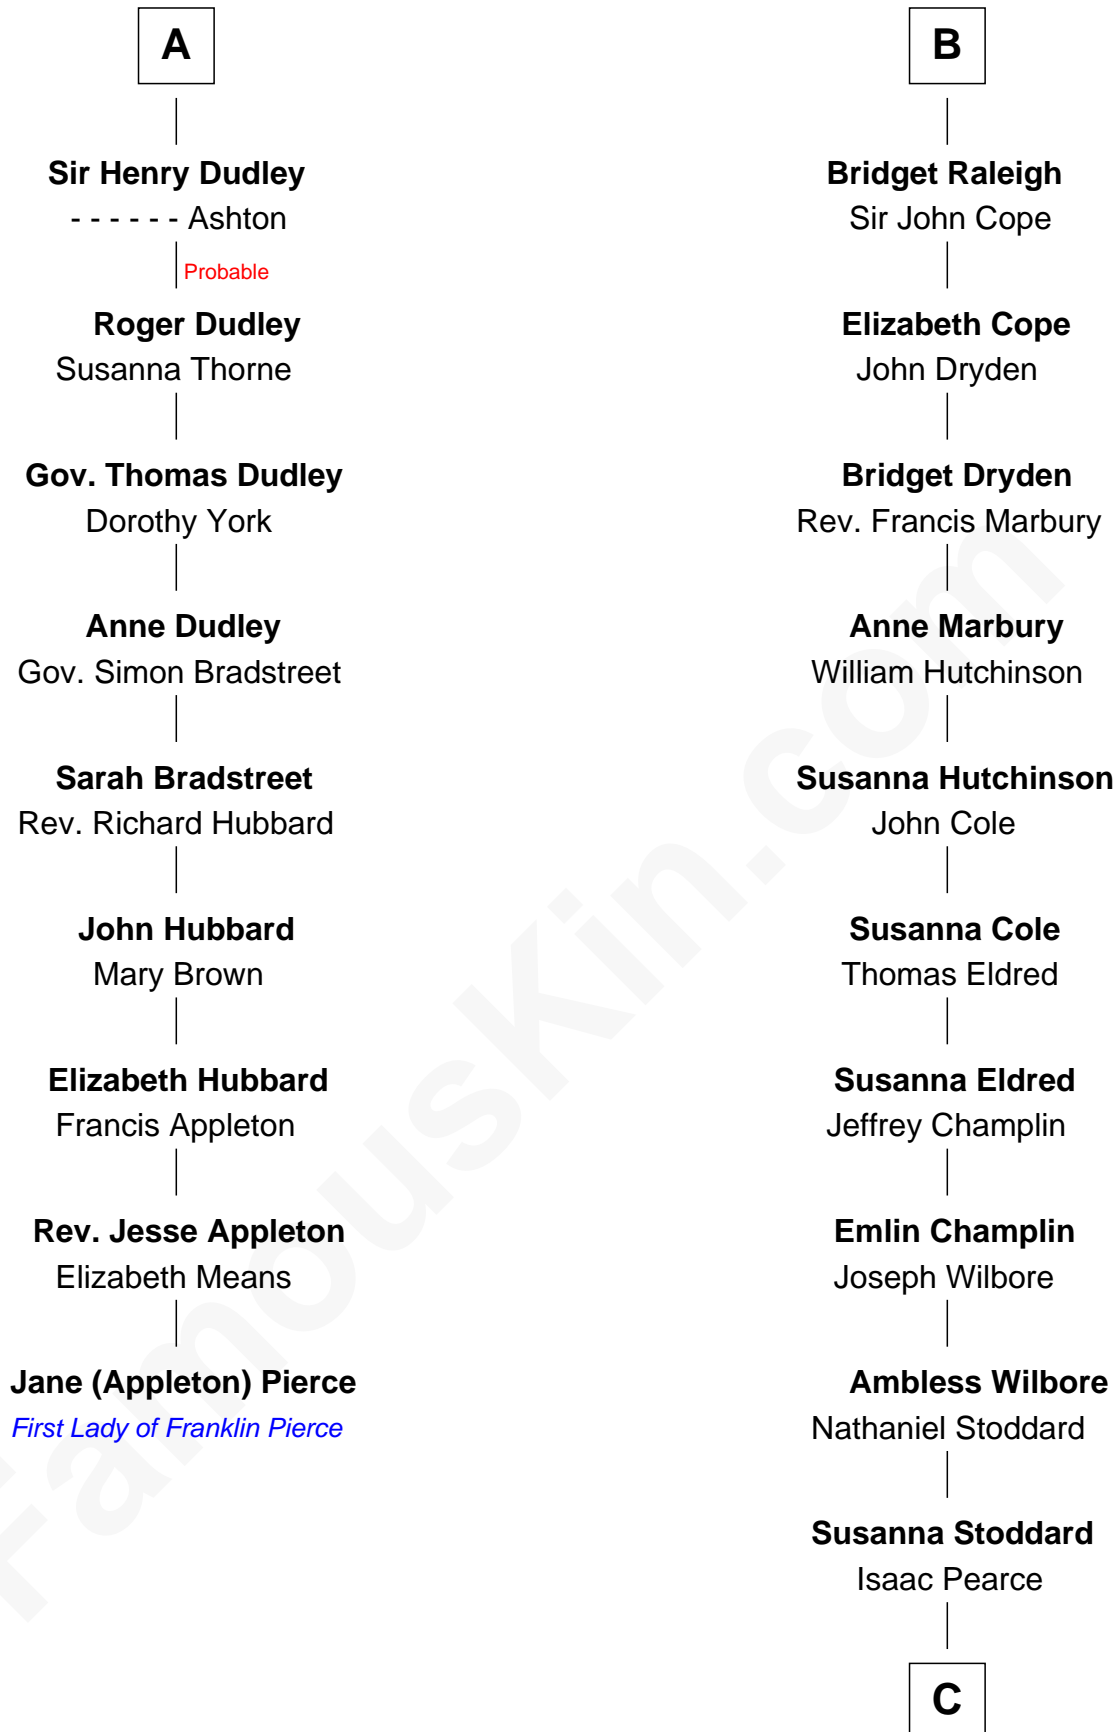 A
Sir Henry Dudley
- - - - - - Ashton
Probable
Roger Dudley
Susanna Thorne
Gov. Thomas Dudley
Dorothy York
Anne Dudley
Gov. Simon Bradstreet
Sarah Bradstreet
Rev. Richard Hubbard
John Hubbard
Mary Brown
Elizabeth Hubbard
Francis Appleton
Rev. Jesse Appleton
Elizabeth Means
Jane (Appleton) Pierce
First Lady of Franklin Pierce
B
Bridget Raleigh
Sir John Cope
Elizabeth Cope
John Dryden
Bridget Dryden
Rev. Francis Marbury
Anne Marbury
William Hutchinson
Susanna Hutchinson
John Cole
Susanna Cole
Thomas Eldred
Susanna Eldred
Jeffrey Champlin
Emlin Champlin
Joseph Wilbore
Ambless Wilbore
Nathaniel Stoddard
Susanna Stoddard
Isaac Pearce
C
FamousKin.com